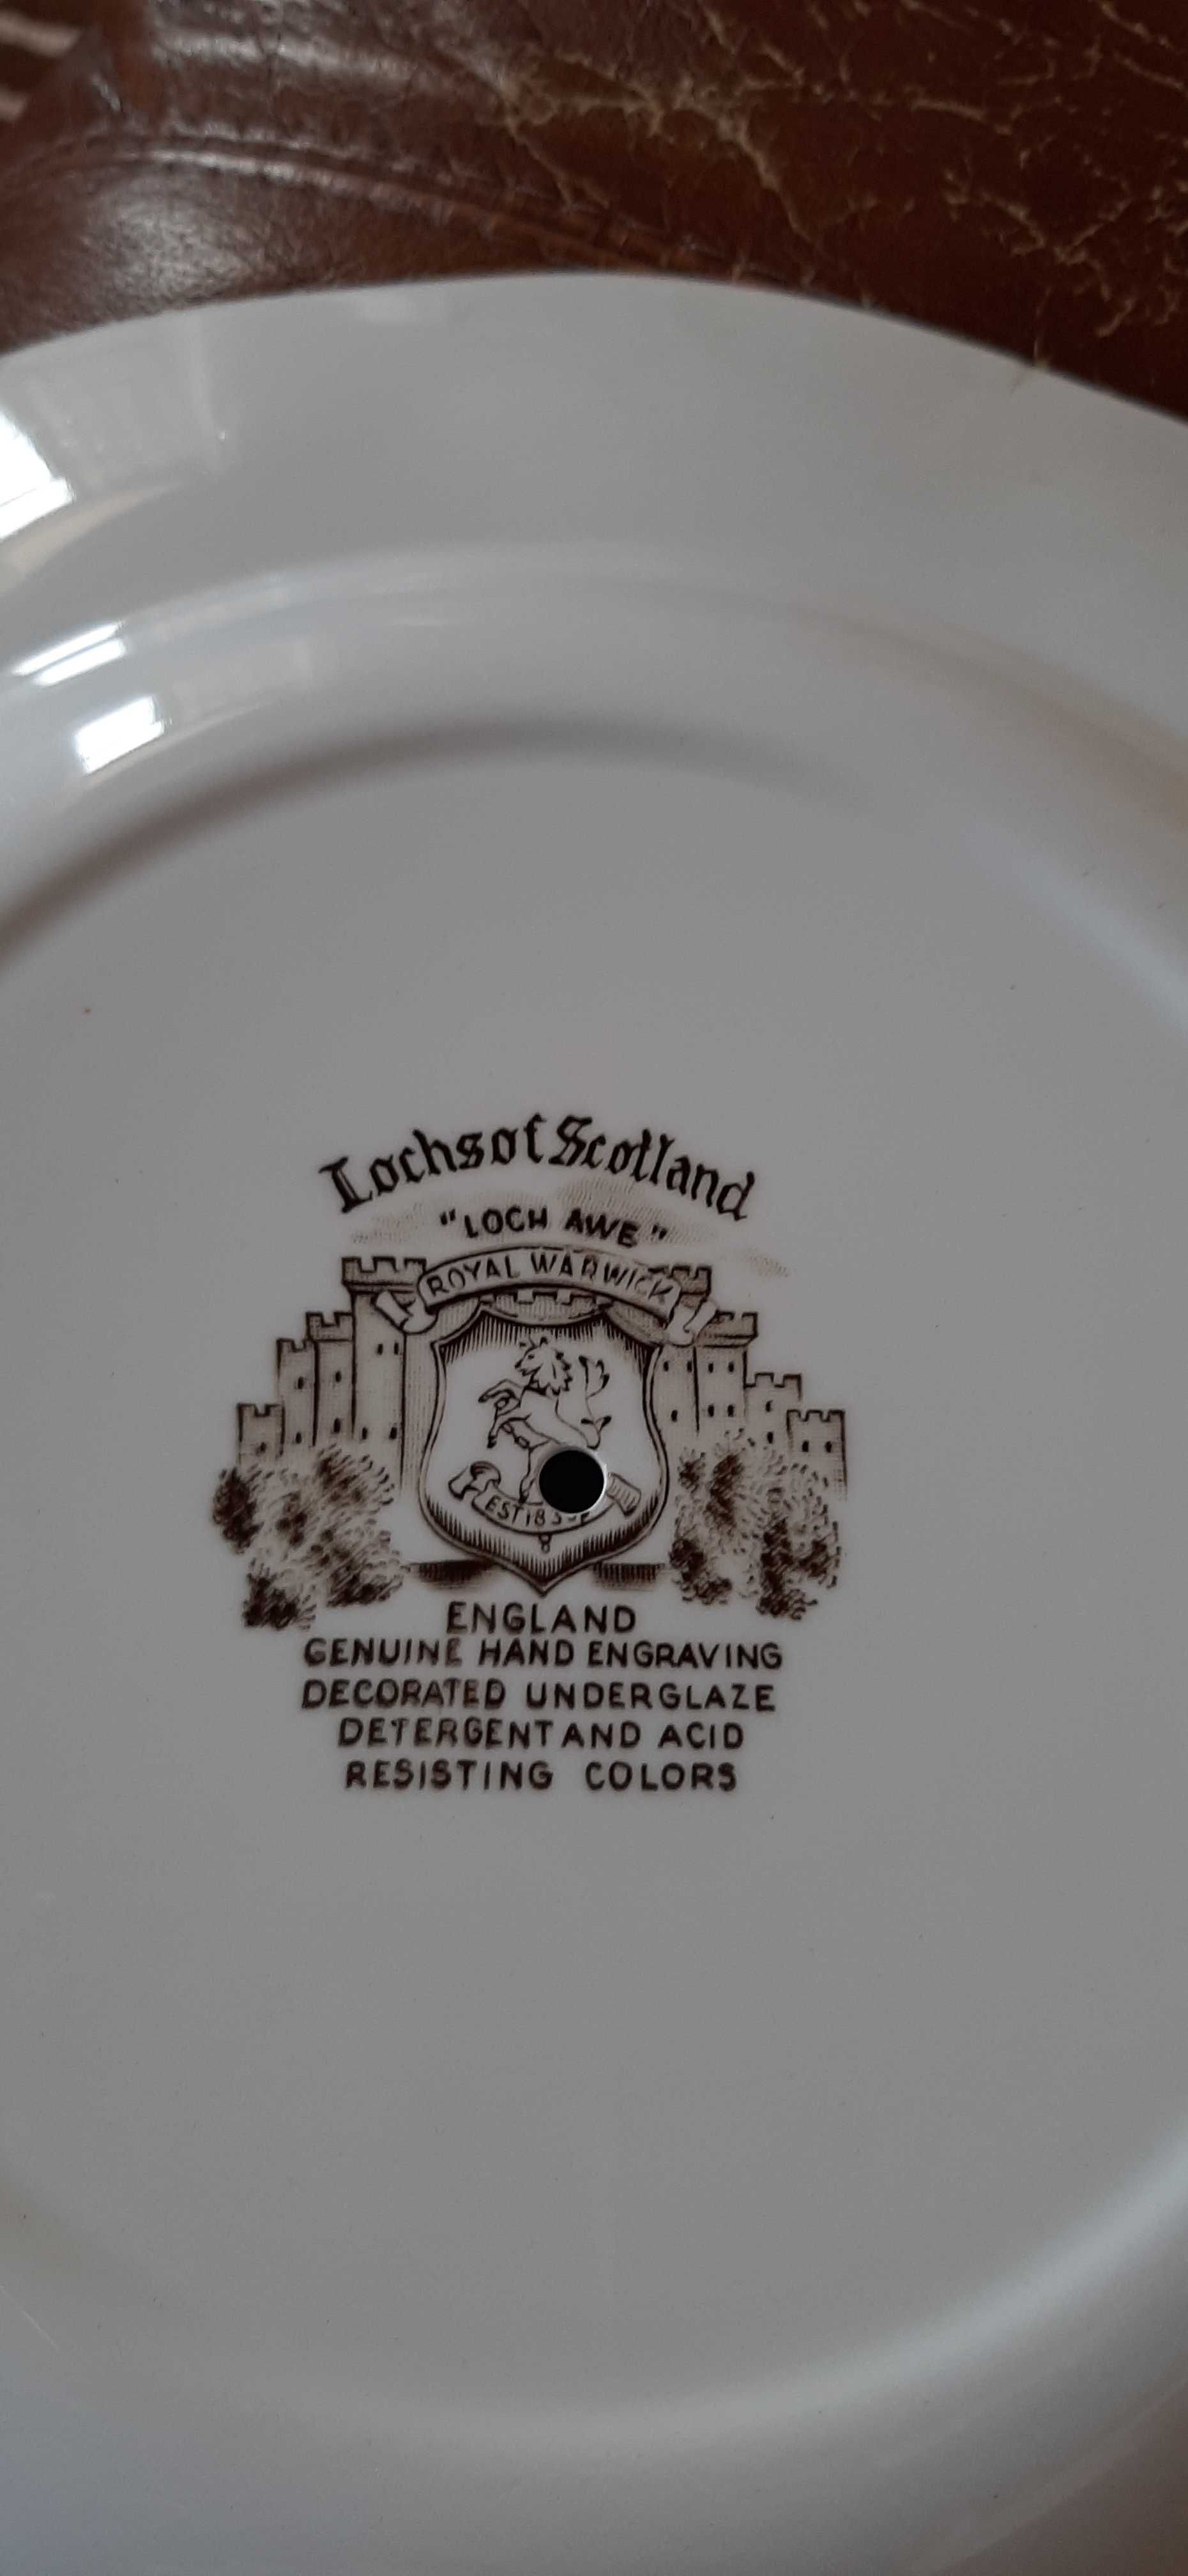 Lochs of Scotland
"LOCH AWE"
ROYAL WARWICK
ENGLAND
GENUINE HAND ENGRAVING
DECORATED UNDERGLAZE
DETERGENT AND ACID
RESISTING COLORS